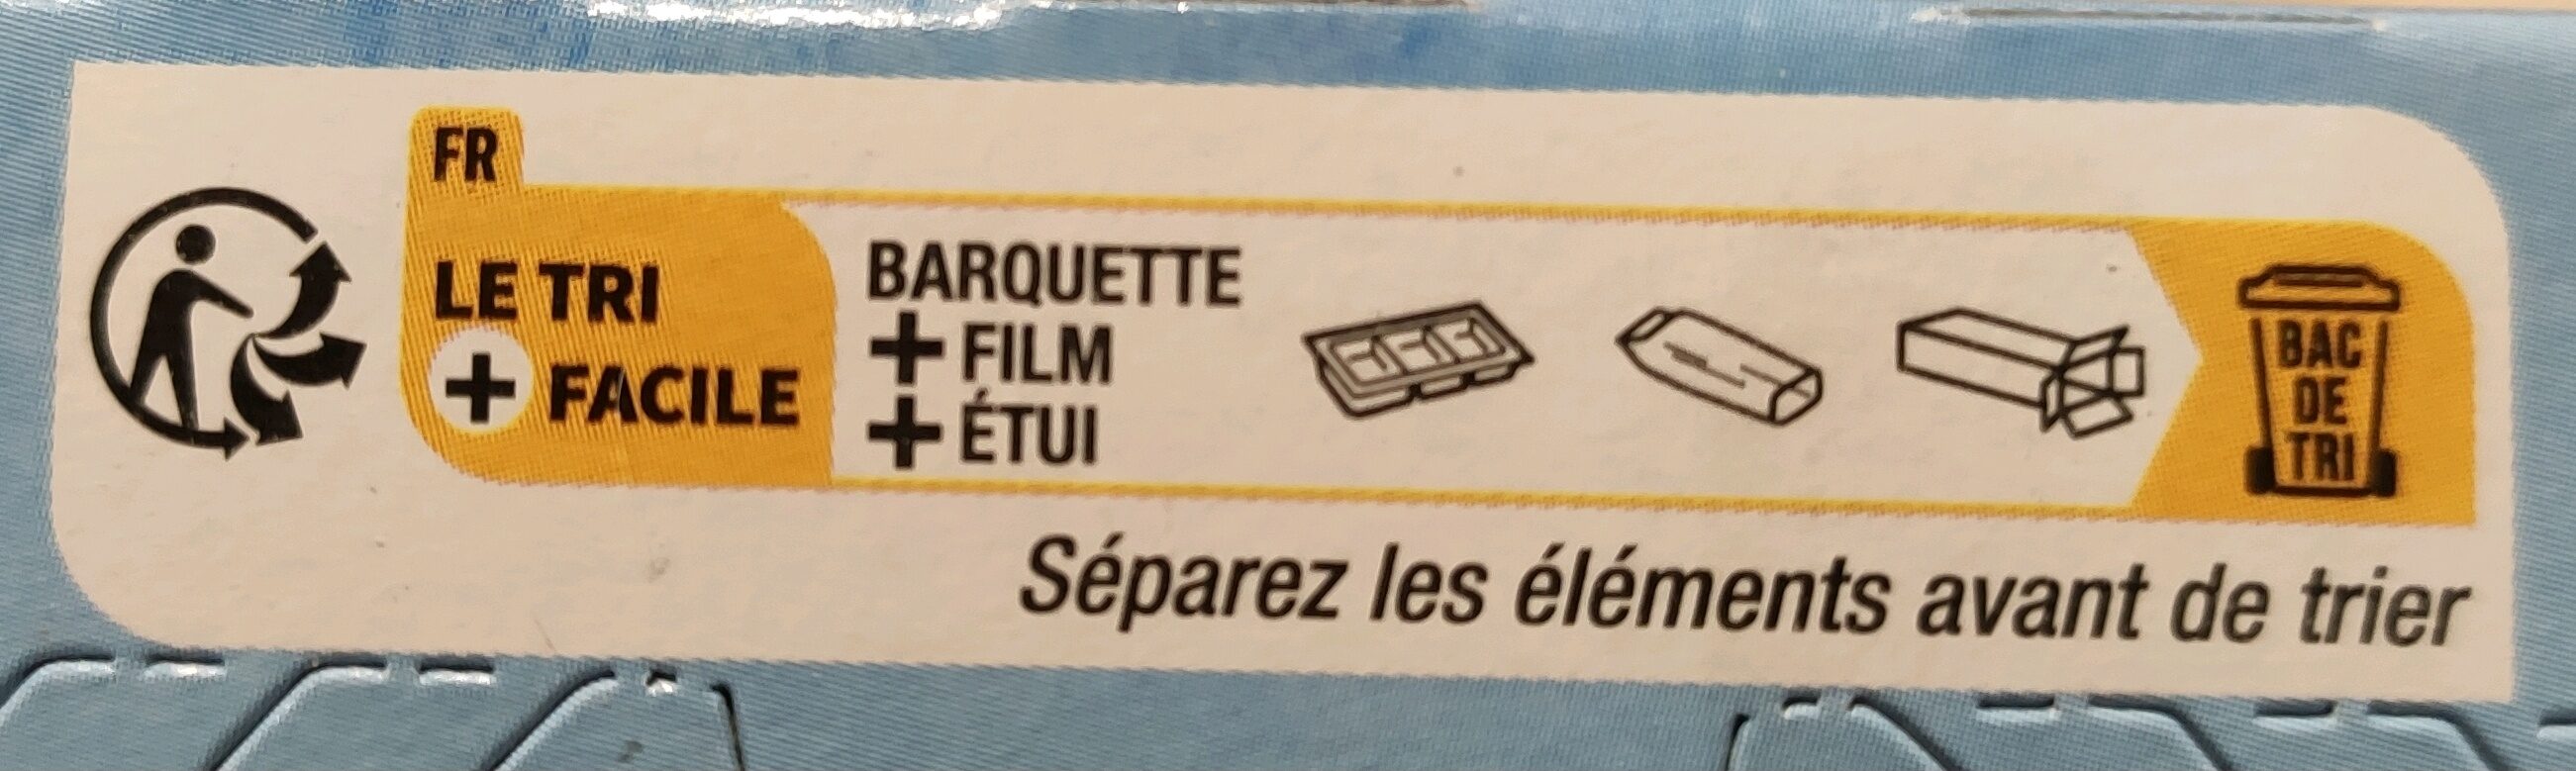 FR
LE TRI
+ FACILE
BARQUETTE
+ FILM
+ ÉTUI
BAC
DE
TRI
Séparez les éléments avant de trier